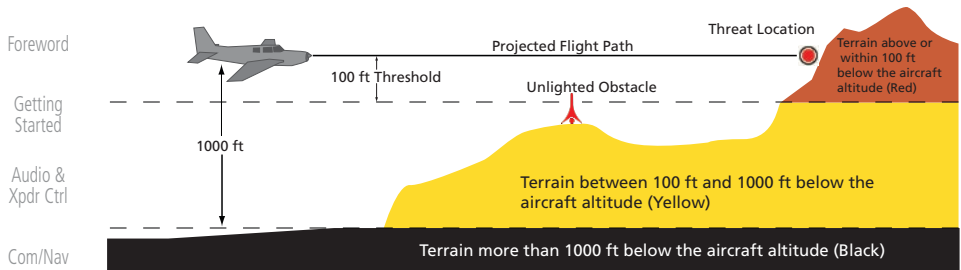 Foreword
Getting
Started
Audio &
Xpdr Ctrl
Com/Nav
Projected Flight Path
Threat Location
100 ft Threshold
Unlighted Obstacle
1000 ft
Terrain above or
within 100 ft
below the aircraft
altitude (Red)
Terrain between 100 ft and 1000 ft below the
aircraft altitude (Yellow)
Terrain more than 1000 ft below the aircraft altitude (Black)